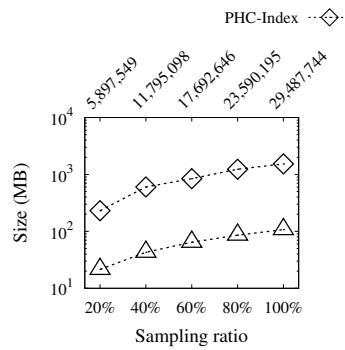 PHC-Index
5,897,549
11,795,098
17,692,646
23,590,195
29,487,744
10^4
10^3
10^2
10^1
Size (MB)
20% 40% 60% 80% 100%
Sampling ratio